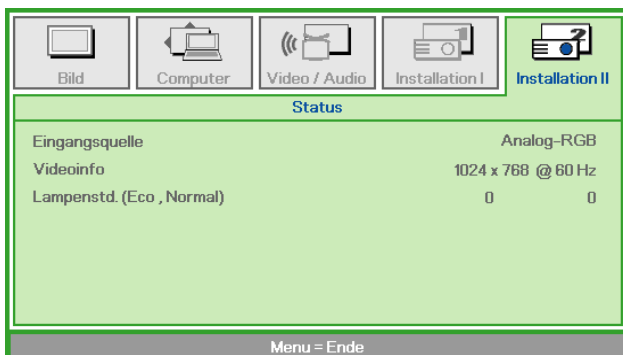 Bild
Computer
Video / Audio
Installation I
Installation II
Status
Eingangsquelle Analog-RGB
Videoinfo 1024 x 768 @ 60 Hz
Lampenstd. (Eco , Normal) 0 0
Menu = Ende